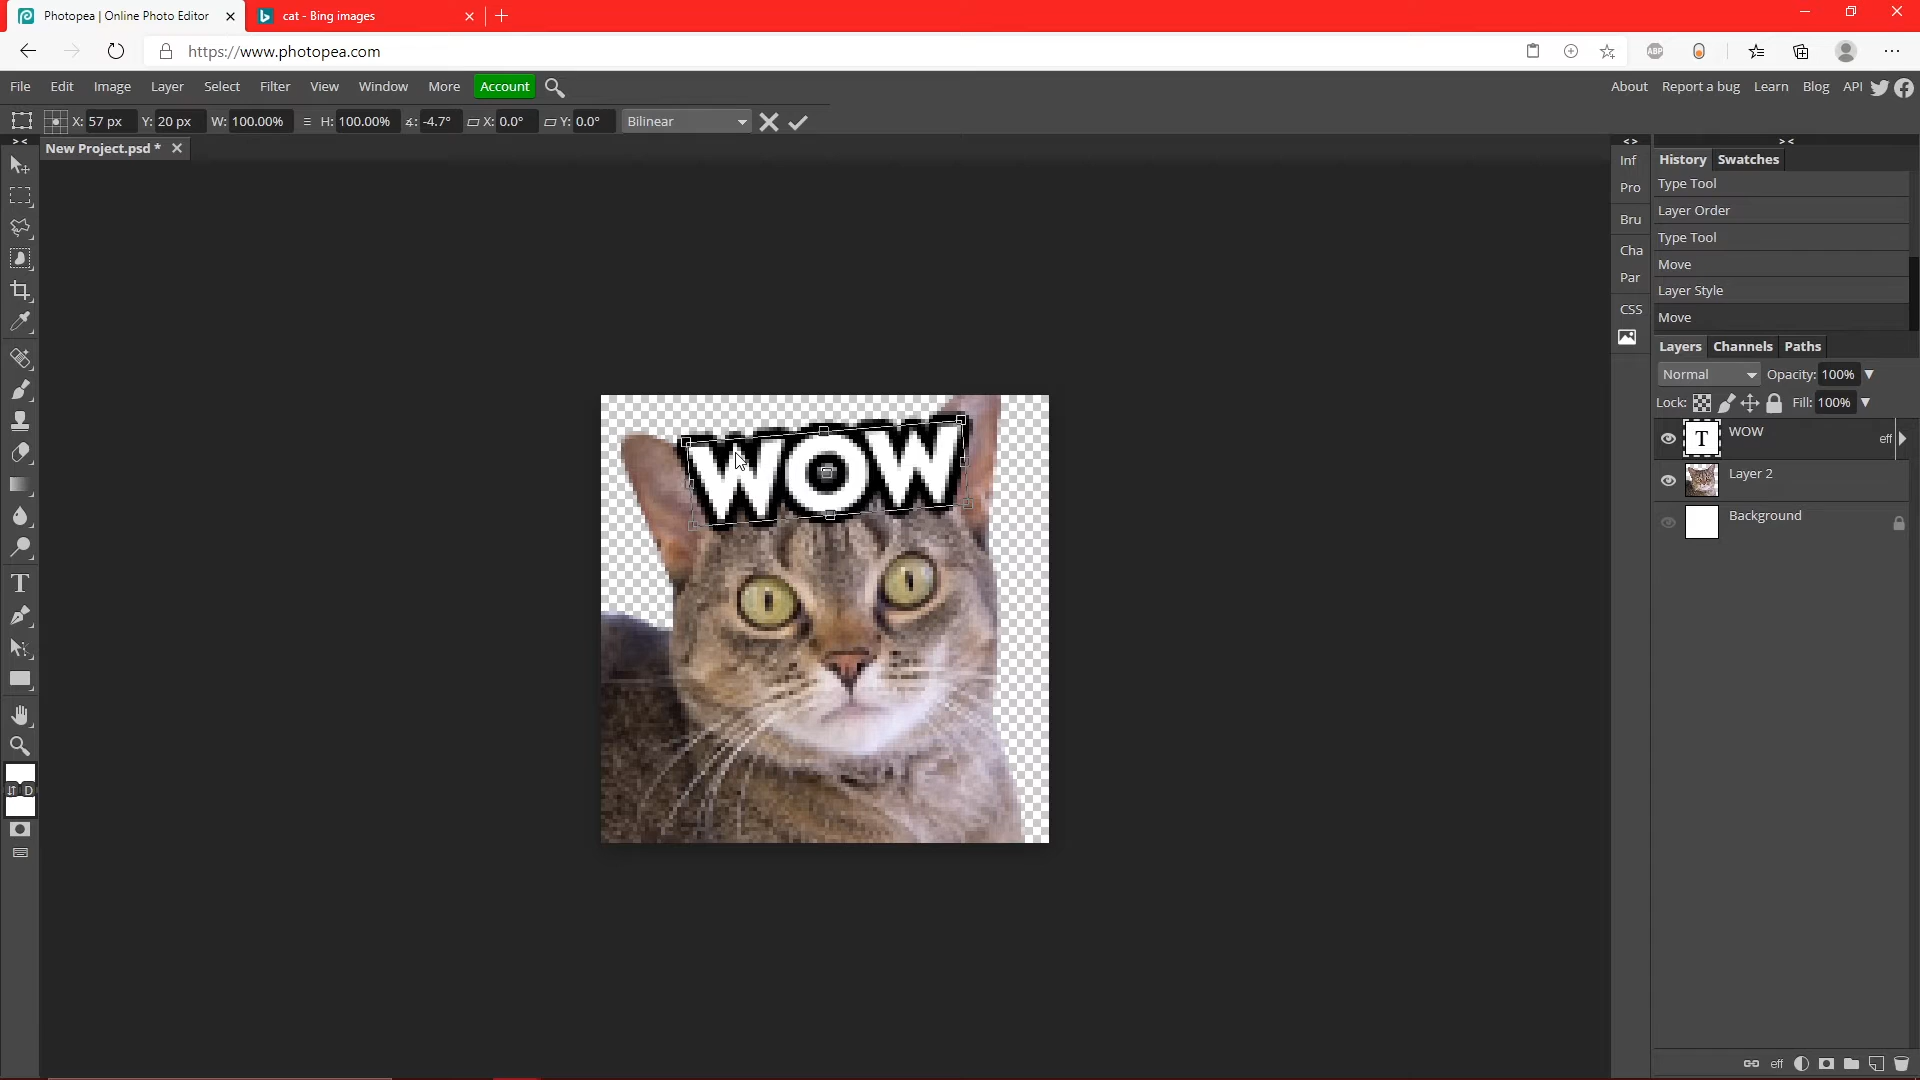 Photopea | Online Photo Editor
cat - Bing images
https://www.photopea.com
ABP
File Edit Image Layer Select Filter View Window More Account
About Report a bug Learn Blog API
X: 57 px Y: 20 px W: 100.00% H: 100.00% -4.7° X: 0.0° Y: 0.0° Bilinear
New Project.psd *
Inf
Pro
Bru
Cha
Par
CSS
History Swatches
Type Tool
Layer Order
Type Tool
Move
Layer Style
Move
Layers Channels Paths
Normal Opacity: 100%
Lock: Fill: 100%
T WOW eff
Layer 2
Background
WOW
T
D
eff